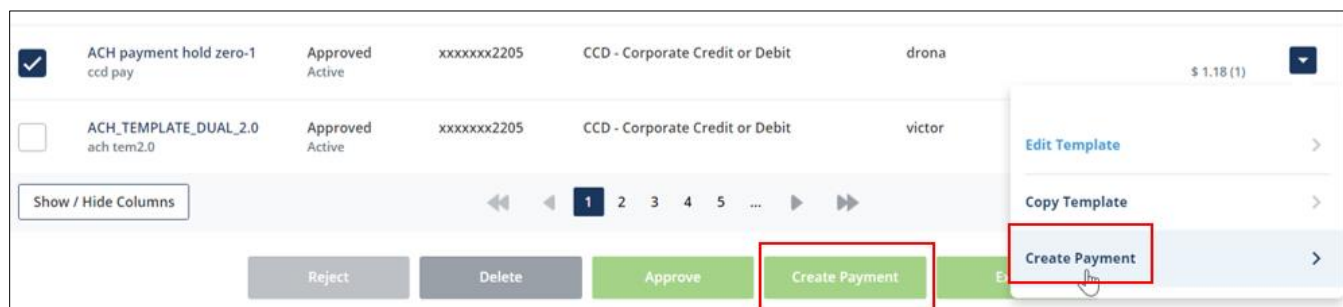 ACH payment hold zero-1 Approved xxxxxxx2205 CCD - Corporate Credit or Debit drona
ccd pay Active $ 1.18 (1)
ACH_TEMPLATE_DUAL_2.0 Approved xxxxxxx2205 CCD - Corporate Credit or Debit victor
ach tem2.0 Active
Edit Template
Show / Hide Columns 1 2 3 4 5 ...
Copy Template
Create Payment
Reject Delete Approve Create Payment